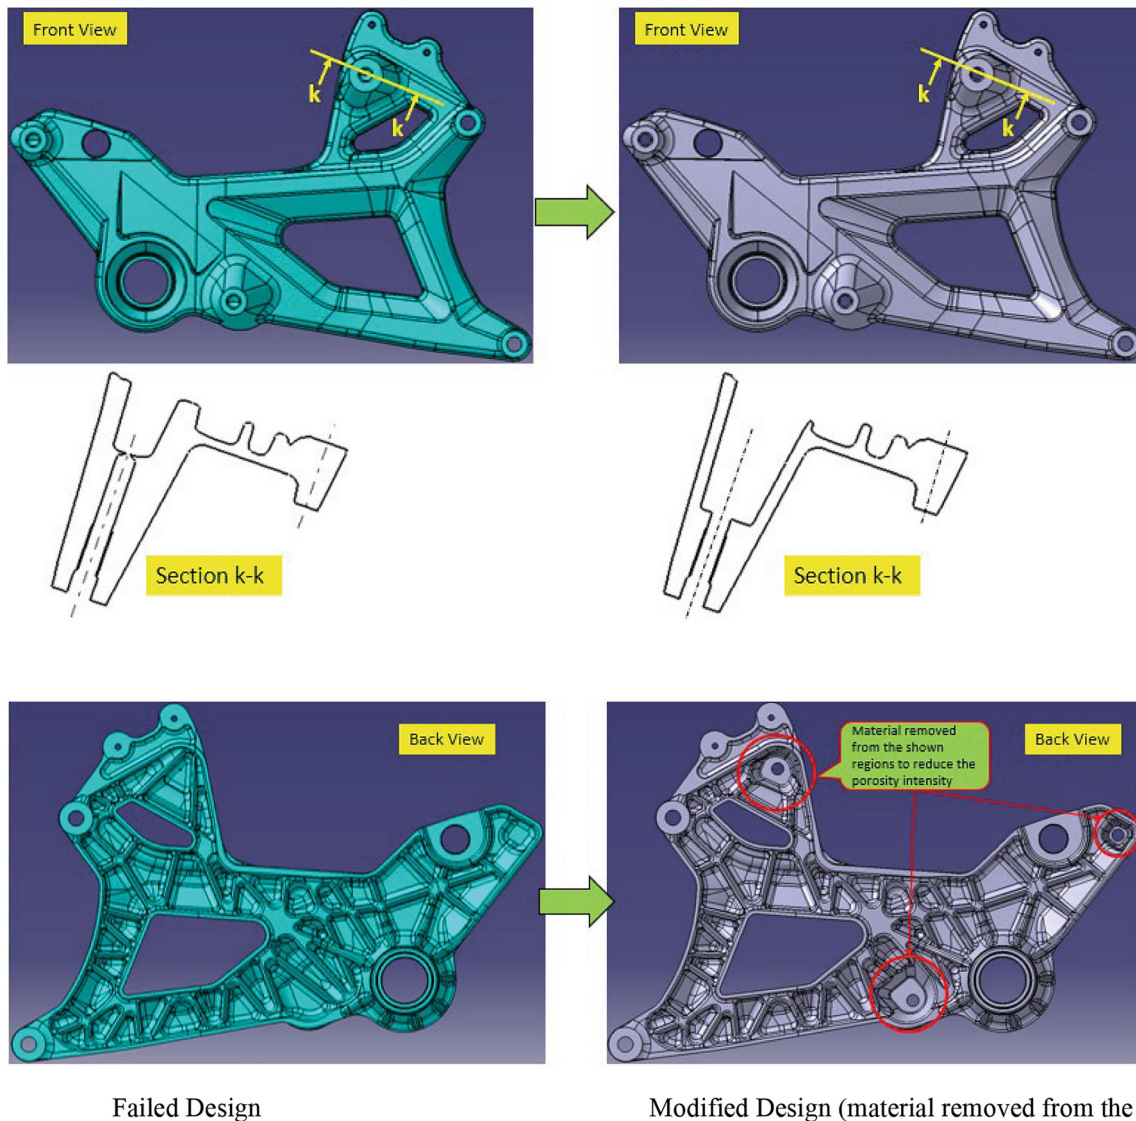 Front View
Front View
k
k
k
k
Section k-k
Section k-k
Back View
Material removed
from the shown
regions to reduce the
porosity intensity
Back View
Failed Design
Modified Design (material removed from the